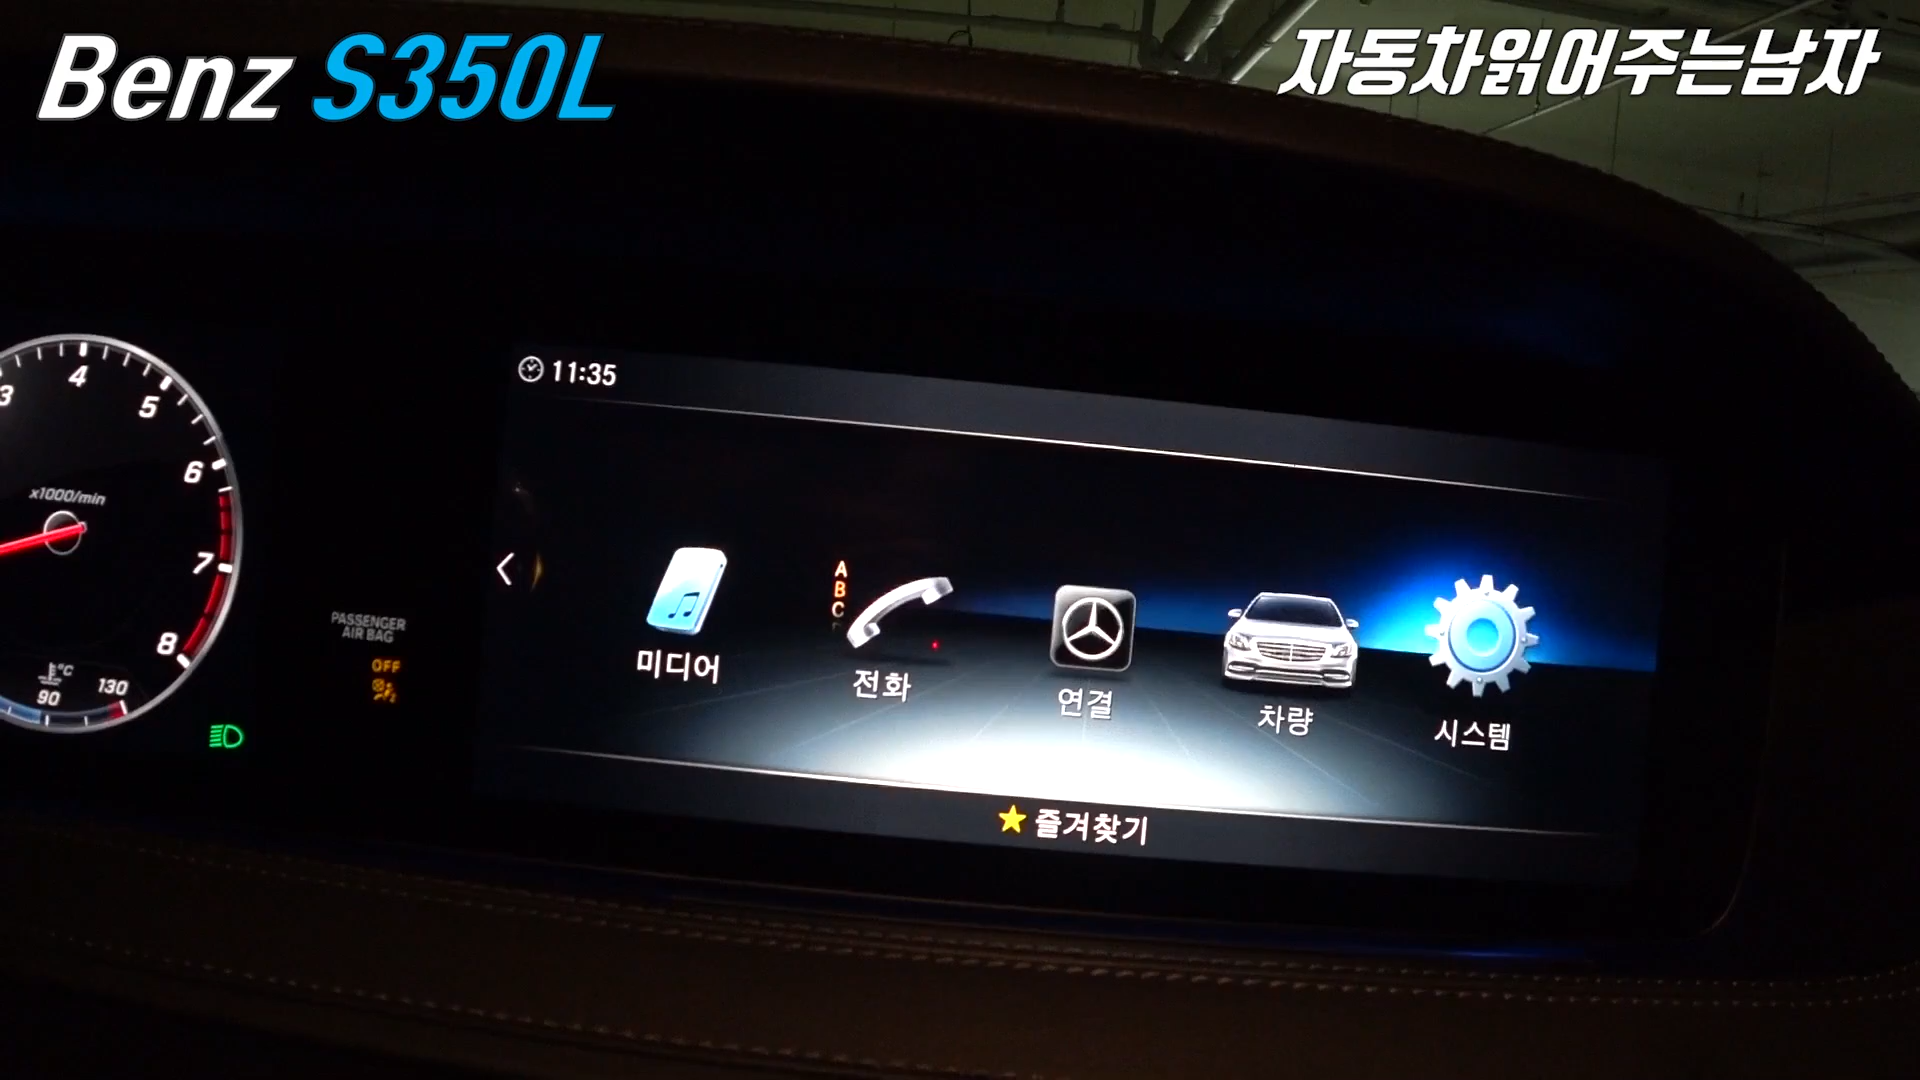 Benz S350L
자동차읽어주는남자
11:35
3
4
5
6
x1000/min
7
8
PASSENGER
AIR BAG
OFF
°C
90
130
A
B
C
미디어
전화
연결
차량
시스템
즐겨찾기